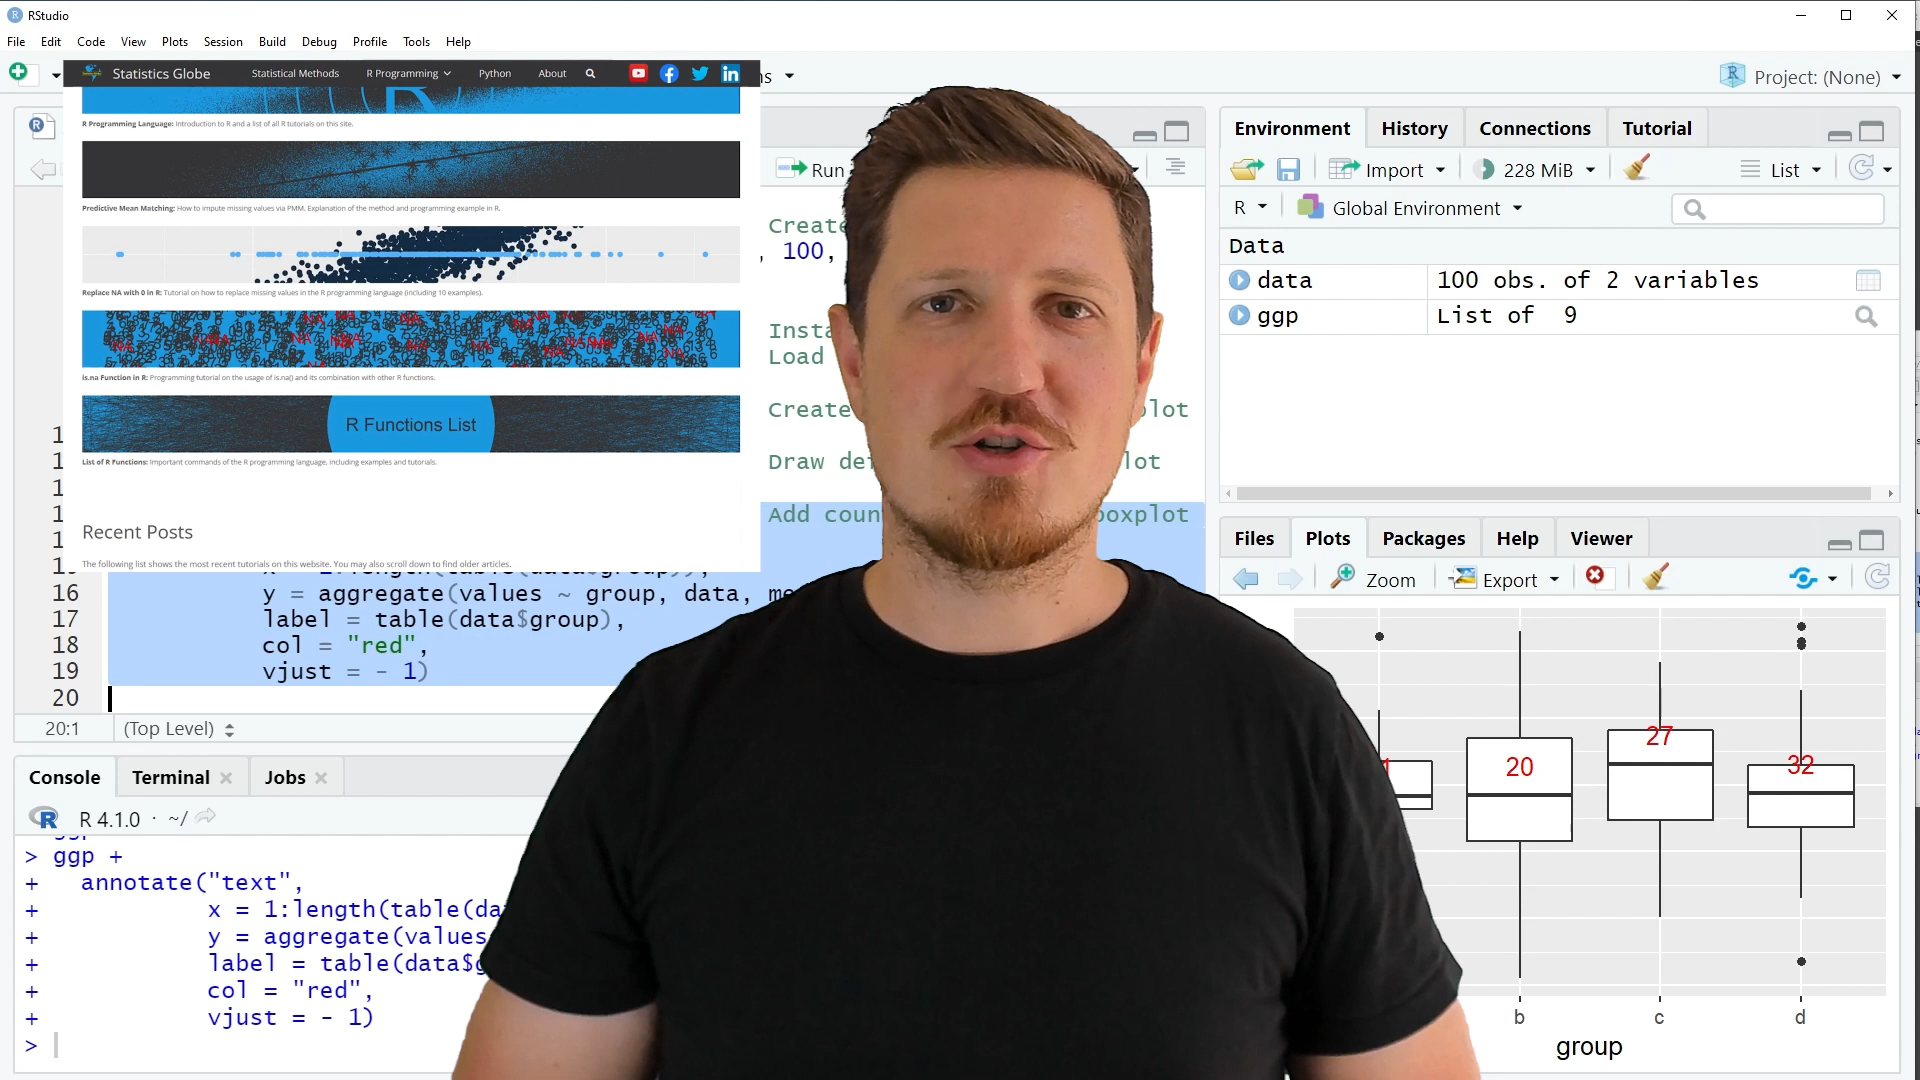 RStudio
File Edit Code View Plots Session Build Debug Profile Tools Help
Project: (None)
Statistics Globe Statistical Methods R Programming Python About
R Programming Language: Introduction to R and a list of all R tutorials on this site.
Predictive Mean Matching: How to impute missing values via PMM. Explanation of the method and programming example in R.
Replace NA with 0 in R: Tutorial on how to replace missing values in the R programming language (including 10 examples).
is.na Function in R: Programming tutorial on the usage of is.na() and its combination with other R functions.
R Functions List
List of R Functions: Important commands of the R programming language, including examples and tutorials.
Recent Posts
The following list shows the most recent tutorials on this website. You may also scroll down to find older articles.
Run
Create
, 100,
Load
Create
Draw
Add
boxplot
16 y = aggregate(values ~ group, data,
17 label = table(data$group),
18 col = "red",
19 vjust = - 1)
20
20:1 (Top Level)
Console Terminal Jobs
R 4.1.0 · ~/
> ggp +
+ annotate("text",
+ x = 1:length(table(da
+ y = aggregate(values
+ label = table(data$g
+ col = "red",
+ vjust = - 1)
>
Environment History Connections Tutorial
Import 228 MiB List
R Global Environment
Data
data 100 obs. of 2 variables
ggp List of 9
Files Plots Packages Help Viewer
Zoom Export
20
27
32
b c d
group